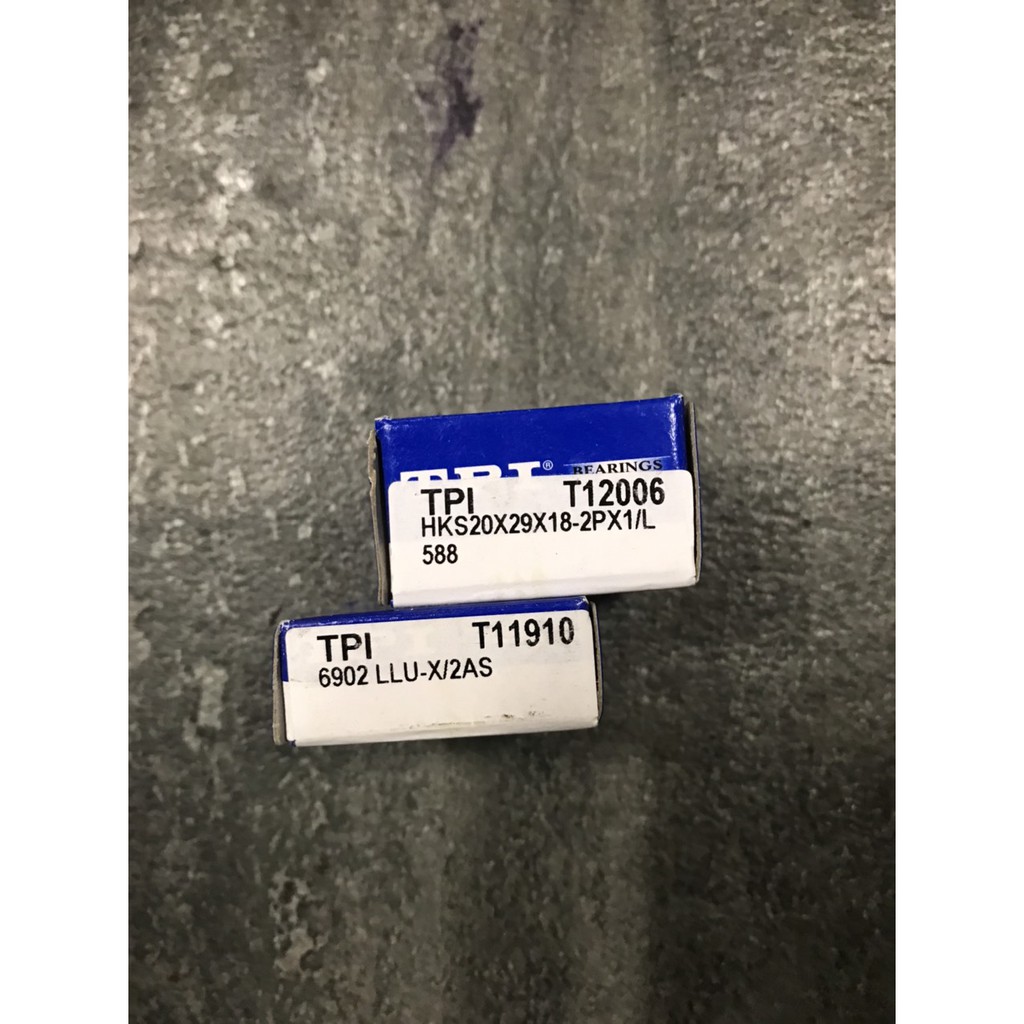 TPI® BEARINGS
TPI T12006
HKS20X29X18-2PX1/L
588
TPI T11910
6902 LLU-X/2AS